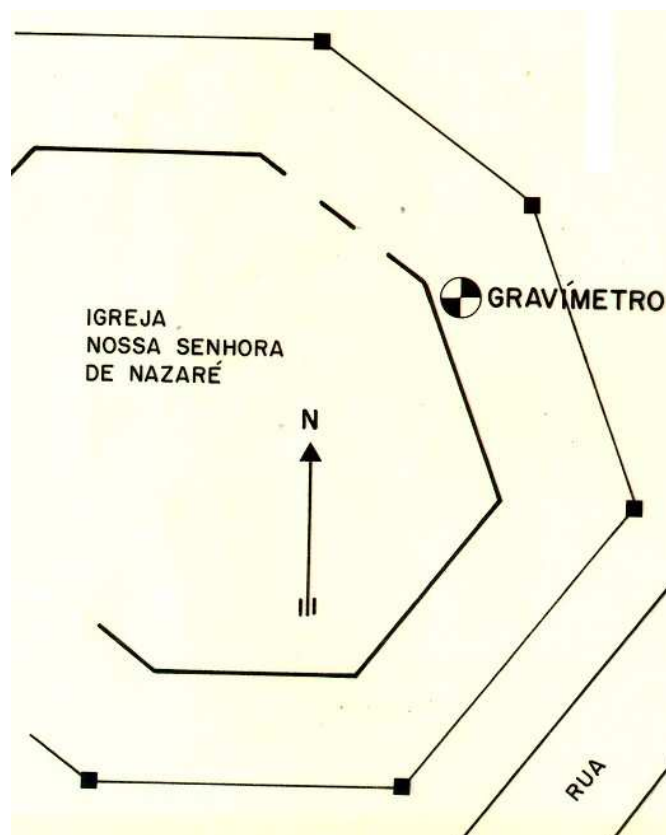 GRAVÍMETRO
IGREJA
NOSSA SENHORA
DE NAZARÉ
N
RUA